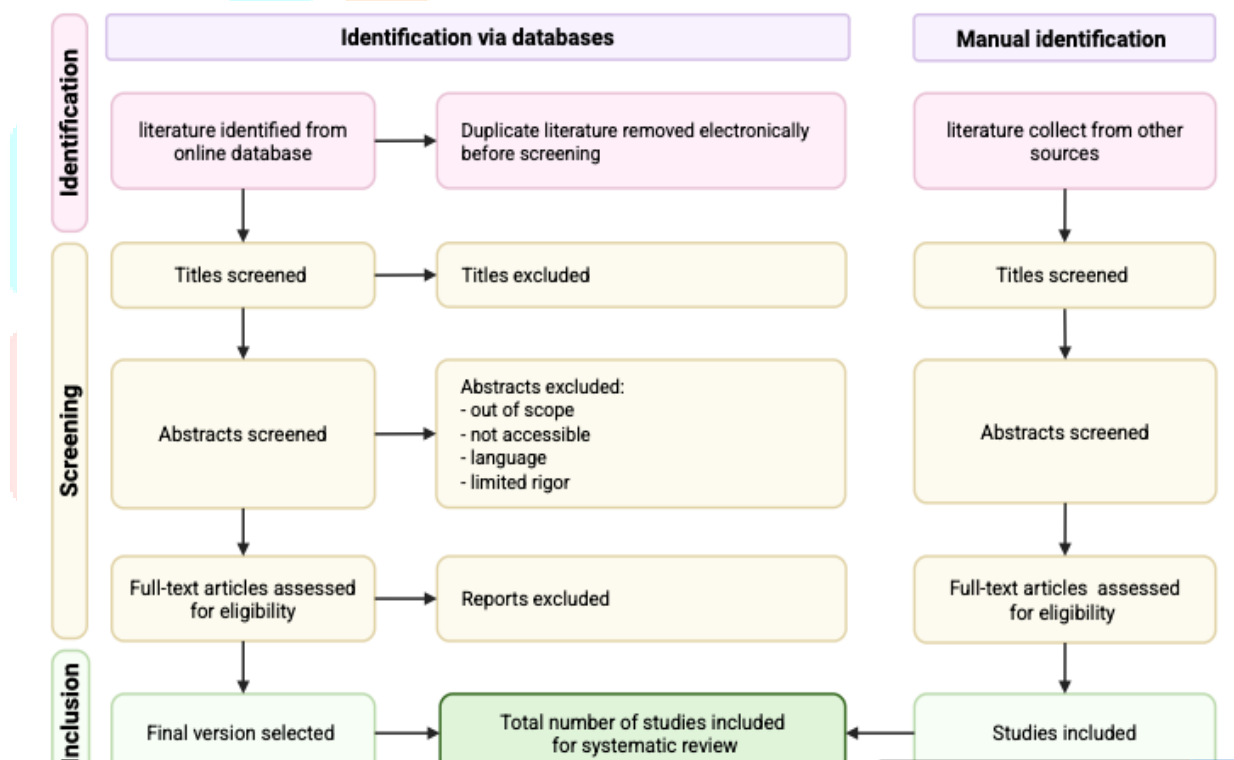 Identification via databases
Manual identification
Identification
literature identified from
online database
Duplicate literature removed electronically
before screening
literature collect from other
sources
Screening
Titles screened
Titles excluded
Titles screened
Abstracts screened
Abstracts excluded:
- out of scope
- not accessible
- language
- limited rigor
Abstracts screened
Full-text articles assessed
for eligibility
Reports excluded
Full-text articles  assessed
for eligibility
Inclusion
Final version selected
Total number of studies included
for systematic review
Studies included